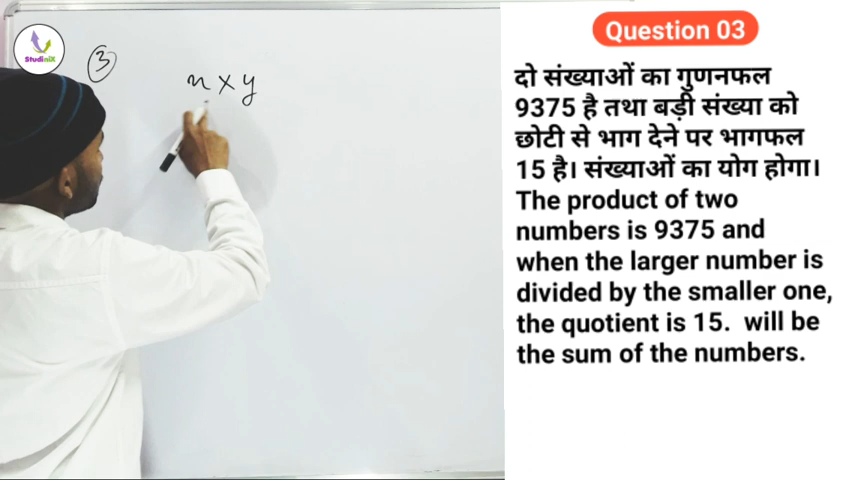 StudiniX
3
x × y
Question 03
दो संख्याओं का गुणनफल
9375 है तथा बड़ी संख्या को
छोटी से भाग देने पर भागफल
15 है। संख्याओं का योग होगा।
The product of two
numbers is 9375 and
when the larger number is
divided by the smaller one,
the quotient is 15.  will be
the sum of the numbers.